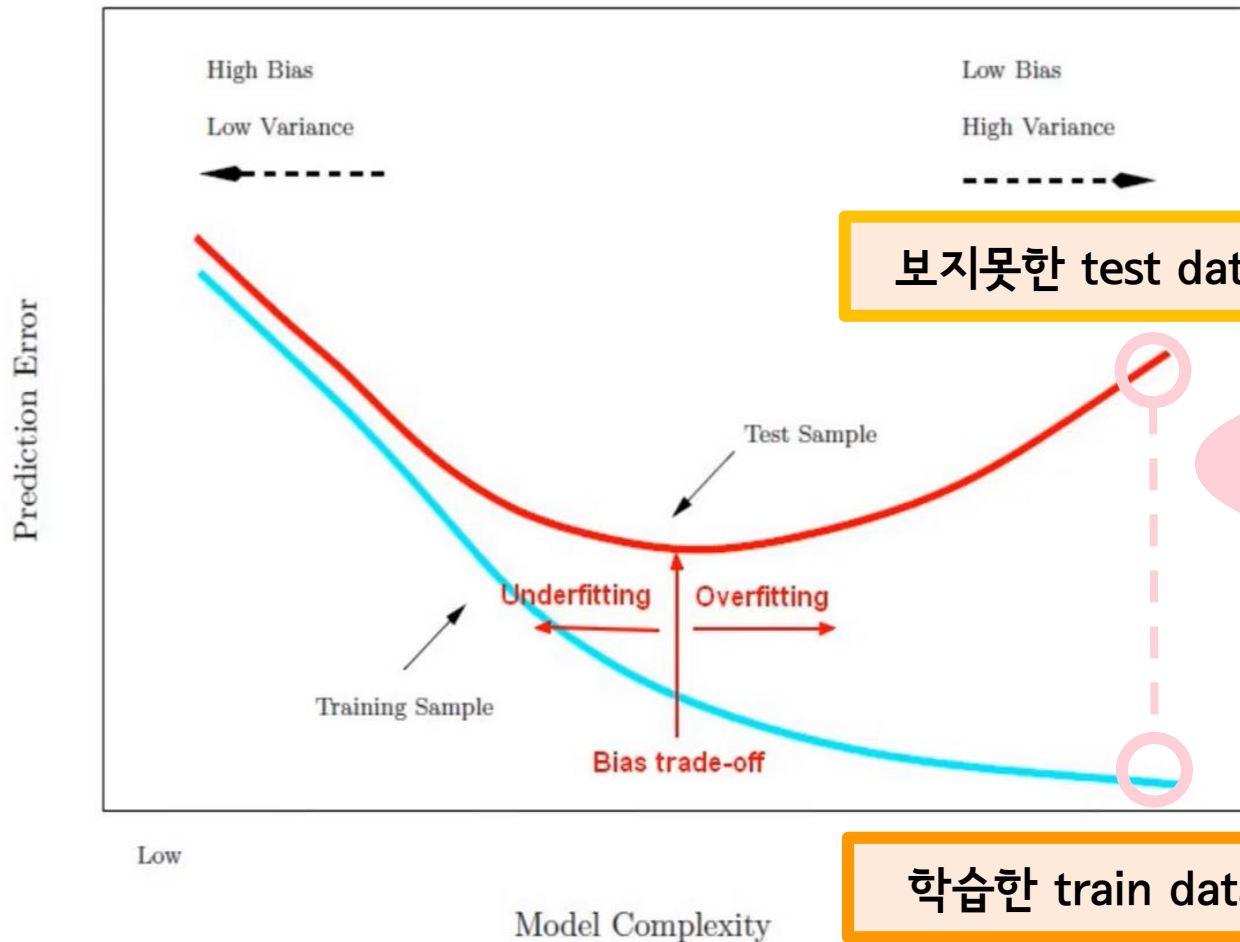 High Bias
Low Variance
Low Bias
High Variance
보지못한 test dat
Prediction Error
Test Sample
Underfitting
Overfitting
Training Sample
Bias trade-off
Low
학습한 train dat
Model Complexity